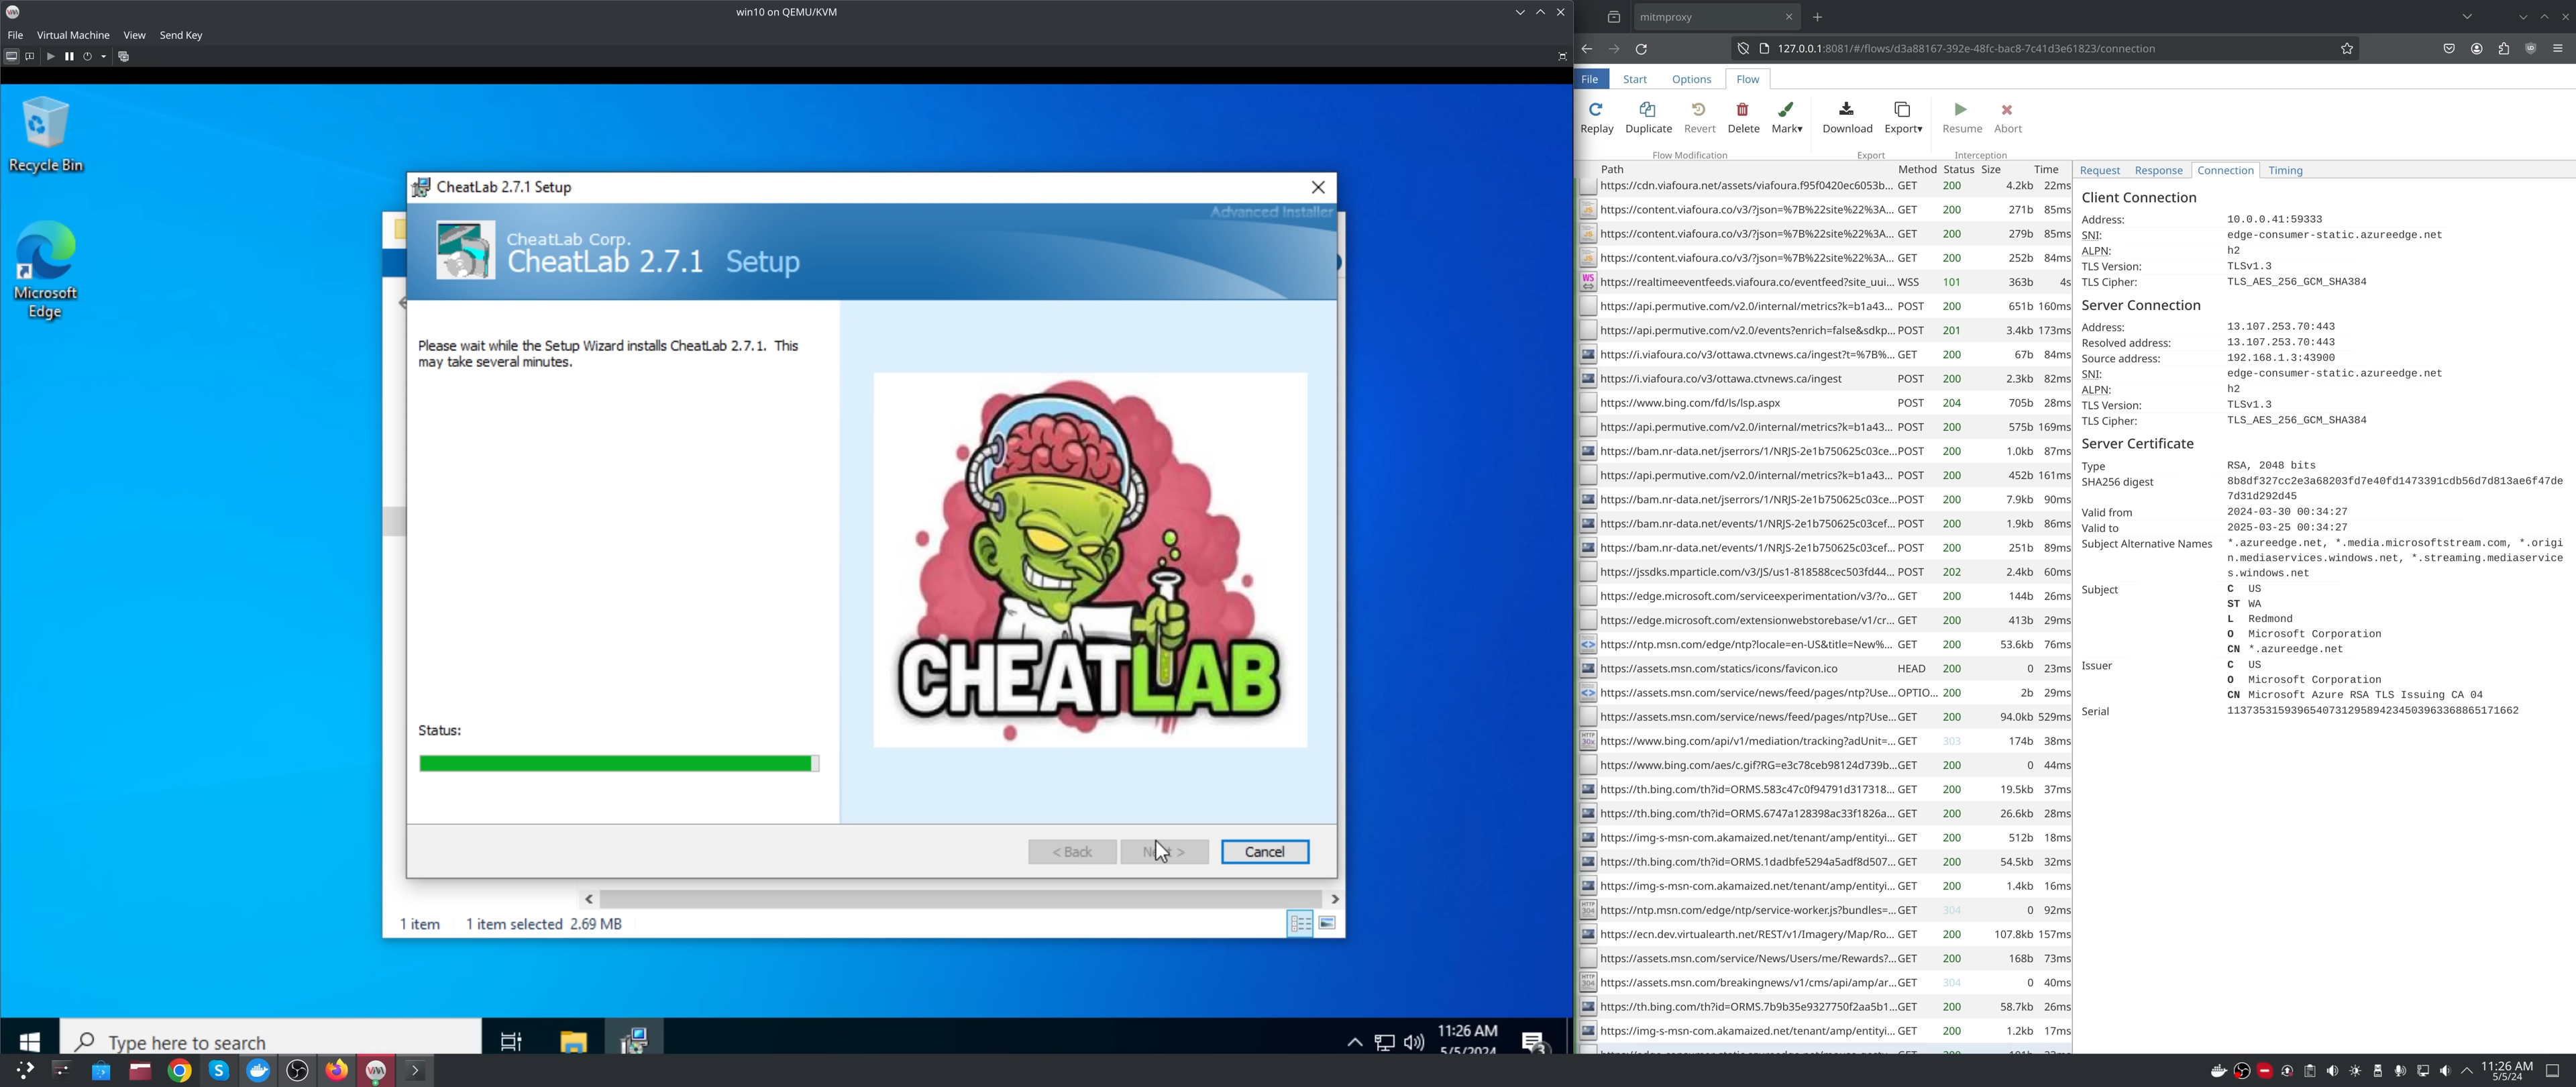 win10 on QEMU/KVM
File Virtual Machine View Send Key
Recycle Bin
Microsoft
Edge
CheatLab 2.7.1 Setup
Advanced Installer
CheatLab Corp.
CheatLab 2.7.1 Setup
Please wait while the Setup Wizard installs CheatLab 2.7.1. This
may take several minutes.
CHEATLAB
Status:
< Back
Cancel
1 item 1 item selected 2.69 MB
Type here to search
11:26 AM
5/5/2024
mitmproxy
127.0.0.1:8081/#/flows/d3a88167-392e-48fc-bac8-7c41d3e61823/connection
File Start Options Flow
Replay Duplicate Revert Delete Mark▾ Download Export▾ Resume Abort
Flow Modification Export Interception
Path Method Status Size Time
https://cdn.viafoura.net/assets/viafoura.f95f0420ec6053b... GET 200 4.2kb 22ms
https://content.viafoura.co/v3/?json=%7B%22site%22%3A... GET 200 271b 85ms
https://content.viafoura.co/v3/?json=%7B%22site%22%3A... GET 200 279b 85ms
https://content.viafoura.co/v3/?json=%7B%22site%22%3A... GET 200 252b 84ms
https://realtimeeventfeeds.viafoura.co/eventfeed?site_uui... WSS 101 363b 4s
https://api.permutive.com/v2.0/internal/metrics?k=b1a43... POST 200 651b 160ms
https://api.permutive.com/v2.0/events?enrich=false&sdkp... POST 201 3.4kb 173ms
https://i.viafoura.co/v3/ottawa.ctvnews.ca/ingest?t=%7B%... GET 200 67b 84ms
https://i.viafoura.co/v3/ottawa.ctvnews.ca/ingest POST 200 2.3kb 82ms
https://www.bing.com/fd/ls/lsp.aspx POST 204 705b 28ms
https://api.permutive.com/v2.0/internal/metrics?k=b1a43... POST 200 575b 169ms
https://bam.nr-data.net/jserrors/1/NRJS-2e1b750625c03ce... POST 200 1.0kb 87ms
https://api.permutive.com/v2.0/internal/metrics?k=b1a43... POST 200 452b 161ms
https://bam.nr-data.net/jserrors/1/NRJS-2e1b750625c03ce... POST 200 7.9kb 90ms
https://bam.nr-data.net/events/1/NRJS-2e1b750625c03cef... POST 200 1.9kb 86ms
https://bam.nr-data.net/events/1/NRJS-2e1b750625c03cef... POST 200 251b 89ms
https://jssdks.mparticle.com/v3/JS/us1-818588cec503fd44... POST 202 2.4kb 60ms
https://edge.microsoft.com/serviceexperimentation/v3/?o... GET 200 144b 26ms
https://edge.microsoft.com/extensionwebstorebase/v1/cr... GET 200 413b 29ms
https://ntp.msn.com/edge/ntp?locale=en-US&title=New%... GET 200 53.6kb 76ms
https://assets.msn.com/statics/icons/favicon.ico HEAD 200 0 23ms
https://assets.msn.com/service/news/feed/pages/ntp?Use... OPTIO... 200 2b 29ms
https://assets.msn.com/service/news/feed/pages/ntp?Use... GET 200 94.0kb 529ms
https://www.bing.com/api/v1/mediation/tracking?adUnit=... GET 303 174b 38ms
https://www.bing.com/aes/c.gif?RG=e3c78ceb98124d739b... GET 200 0 44ms
https://th.bing.com/th?id=ORMS.583c47c0f94791d317318... GET 200 19.5kb 37ms
https://th.bing.com/th?id=ORMS.6747a128398ac33f1826a... GET 200 26.6kb 28ms
https://img-s-msn-com.akamaized.net/tenant/amp/entityi... GET 200 512b 18ms
https://th.bing.com/th?id=ORMS.1dadbfe5294a5adf8d507... GET 200 54.5kb 32ms
https://img-s-msn-com.akamaized.net/tenant/amp/entityi... GET 200 1.4kb 16ms
https://ntp.msn.com/edge/ntp/service-worker.js?bundles=... GET 304 0 92ms
https://ecn.dev.virtualearth.net/REST/v1/Imagery/Map/Ro... GET 200 107.8kb 157ms
https://assets.msn.com/service/News/Users/me/Rewards?... GET 200 168b 73ms
https://assets.msn.com/breakingnews/v1/cms/api/amp/ar... GET 304 0 40ms
https://th.bing.com/th?id=ORMS.7b9b35e9327750f2aa5b1... GET 200 58.7kb 26ms
https://img-s-msn-com.akamaized.net/tenant/amp/entityi... GET 200 1.2kb 17ms
Request Response Connection Timing
Client Connection
Address: 10.0.0.41:59333
SNI: edge-consumer-static.azureedge.net
ALPN: h2
TLS Version: TLSv1.3
TLS Cipher: TLS_AES_256_GCM_SHA384
Server Connection
Address: 13.107.253.70:443
Resolved address: 13.107.253.70:443
Source address: 192.168.1.3:43900
SNI: edge-consumer-static.azureedge.net
ALPN: h2
TLS Version: TLSv1.3
TLS Cipher: TLS_AES_256_GCM_SHA384
Server Certificate
Type RSA, 2048 bits
SHA256 digest 8b8df327cc2e3a68203fd7e40fd1473391cdb56d7d813ae6f47de
7d31d292d45
Valid from 2024-03-30 00:34:27
Valid to 2025-03-25 00:34:27
Subject Alternative Names *.azureedge.net, *.media.microsoftstream.com, *.origi
n.mediaservices.windows.net, *.streaming.mediaservice
s.windows.net
Subject C US
ST WA
L Redmond
O Microsoft Corporation
CN *.azureedge.net
Issuer C US
O Microsoft Corporation
CN Microsoft Azure RSA TLS Issuing CA 04
Serial 1137353159396540731295894234503963368865171662
11:26 AM
5/5/24